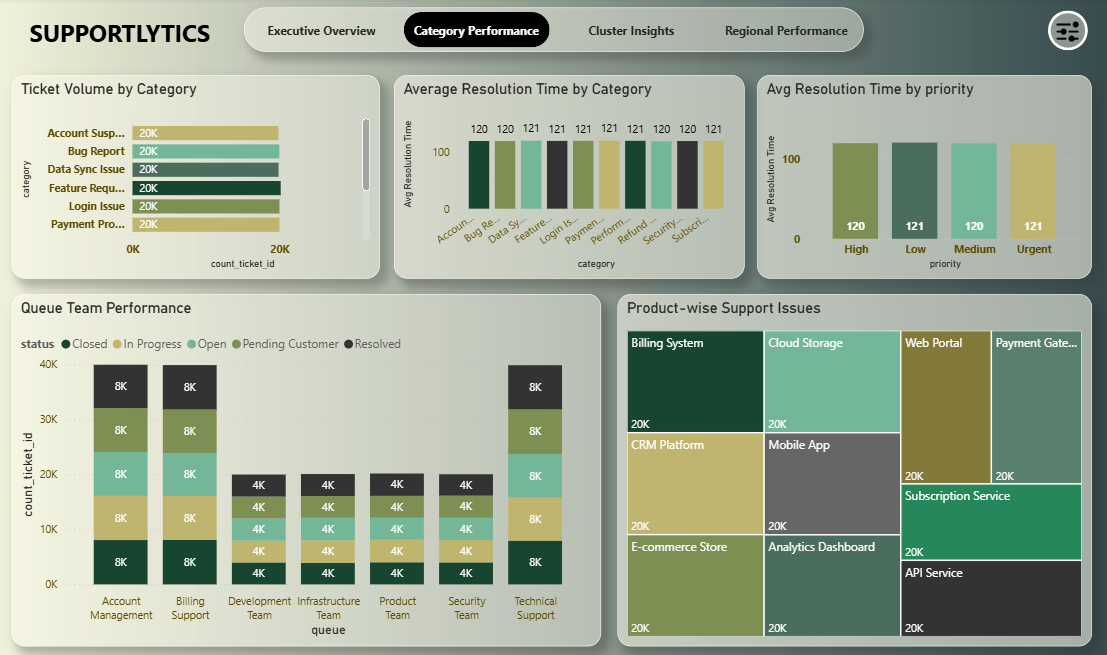 SUPPORTLYTICS
Executive Overview
Category Performance
Cluster Insights
Regional Performance
Ticket Volume by Category
category
Account Susp... 20K
Bug Report 20K
Data Sync Issue 20K
Feature Requ... 20K
Login Issue 20K
Payment Pro... 20K
0K 20K
count_ticket_id
Average Resolution Time by Category
Avg Resolution Time
120 120 121 121 121 121 121 120 120 121
100
0
Accoun... Bug Re... Data Sy... Feature... Login Is... Paymen... Perform... Refund ... Security... Subscri...
category
Avg Resolution Time by priority
Avg Resolution Time
100
0
120 121 120 121
High Low Medium Urgent
priority
Queue Team Performance
status Closed In Progress Open Pending Customer Resolved
count_ticket_id
40K
30K
20K
10K
0K
8K 8K 8K
8K 8K 8K
8K 8K 8K
8K 8K 8K
8K 8K 8K
4K 4K 4K 4K
4K 4K 4K 4K
4K 4K 4K 4K
4K 4K 4K 4K
4K 4K 4K 4K
Account Billing Development Infrastructure Product Security Technical
Management Support Team Team Team Team Support
queue
Product-wise Support Issues
Billing System
20K
Cloud Storage
20K
Web Portal
20K
Payment Gate...
20K
CRM Platform
20K
Mobile App
20K
Subscription Service
20K
E-commerce Store
20K
Analytics Dashboard
20K
API Service
20K